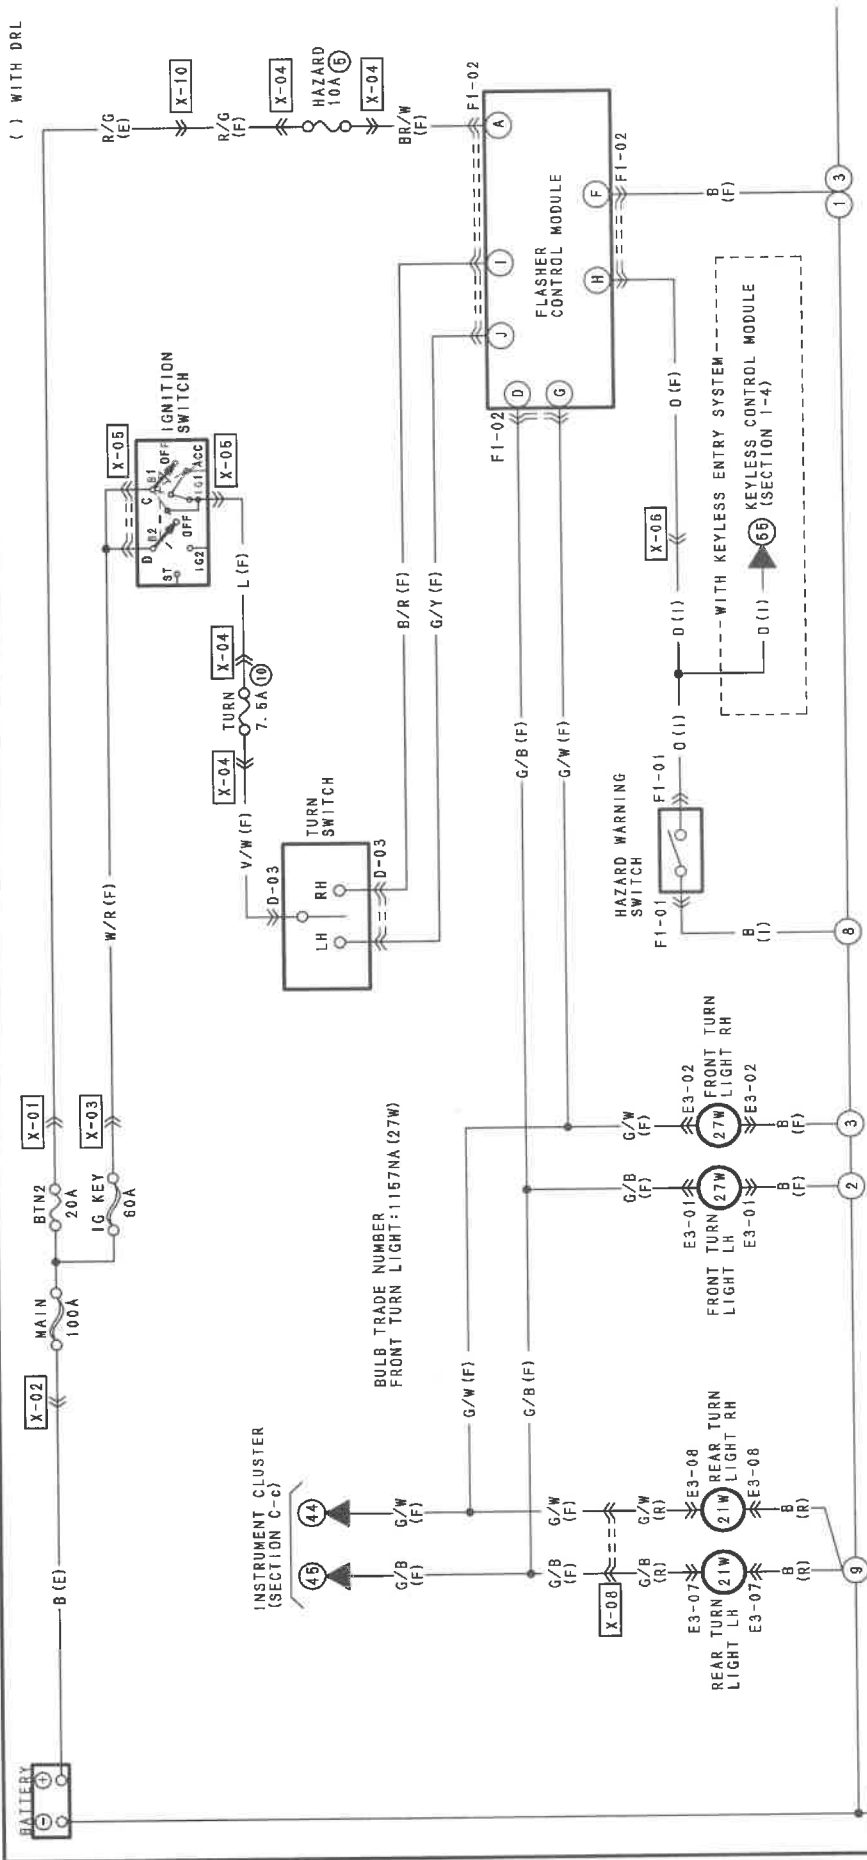 ( ) WITH DRL
BATTERY
B(E)
X-02
MAIN
100A
BTN2
20A
X-01
R/G
(E)
X-10
R/G
(F)
X-04
HAZARD
10A 5
X-04
BR/W
(F)
F1-02
IG KEY
60A
X-03
W/R(F)
X-05
IGNITION
SWITCH
D
B2
OFF
C
B1
OFF
ST
IG2
IG1
ACC
X-05
L(F)
X-04
TURN
7.5A
10
X-04
V/W(F)
D-03
TURN
SWITCH
LH
RH
D-03
B/R(F)
G/Y(F)
J
I
A
FLASHER
CONTROL MODULE
F1-02
D
G
H
F
F1-02
B
(F)
1
3
INSTRUMENT CLUSTER
(SECTION C-c)
45
44
G/B
(F)
G/W
(F)
BULB TRADE NUMBER
FRONT TURN LIGHT:1157NA(27W)
G/W(F)
G/B(F)
G/B(F)
G/W(F)
G/B
(F)
G/W
(F)
X-08
G/B
(R)
G/W
(R)
E3-07
E3-08
REAR TURN
LIGHT LH
21W
21W
REAR TURN
LIGHT RH
E3-07
E3-08
B
(R)
B
(R)
9
G/B
(F)
G/W
(F)
E3-01
E3-02
FRONT TURN
LIGHT LH
27W
27W
FRONT TURN
LIGHT RH
E3-01
E3-02
B
(F)
B
(F)
2
3
HAZARD WARNING
SWITCH
F1-01
F1-01
B
(I)
8
O(I)
O(I)
X-06
O(F)
WITH KEYLESS ENTRY SYSTEM
O(I)
KEYLESS CONTROL MODULE
(SECTION I-4)